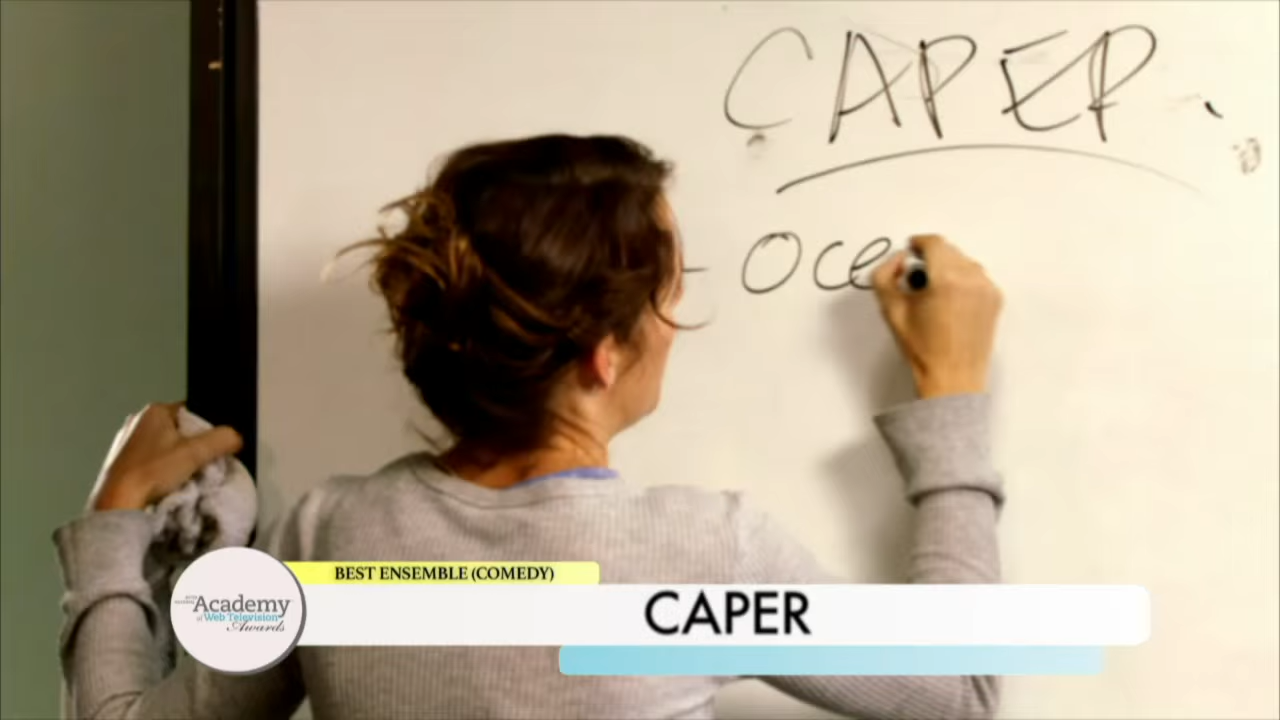 CAPER
- Oce
BEST ENSEMBLE (COMEDY)
CAPER
Academy
of Web Television
Awards